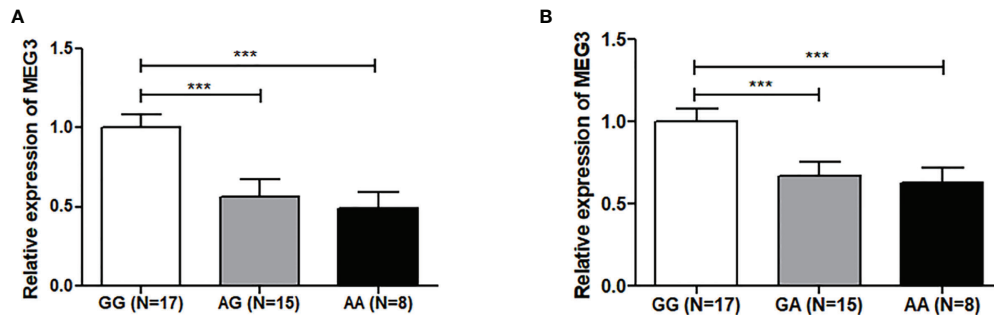 A
Relative expression of MEG3
1.5
1.0
0.5
0.0
***
***
GG (N=17)
AG (N=15)
AA (N=8)
B
Relative expression of MEG3
1.5
1.0
0.5
0.0
***
***
GG (N=17)
GA (N=15)
AA (N=8)